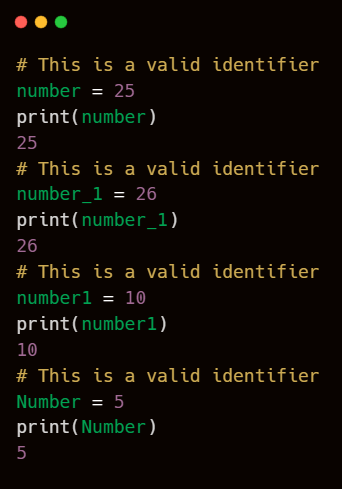 # This is a valid identifier
number = 25
print(number)
25
# This is a valid identifier
number_1 = 26
print(number_1)
26
# This is a valid identifier
number1 = 10
print(number1)
10
# This is a valid identifier
Number = 5
print(Number)
5